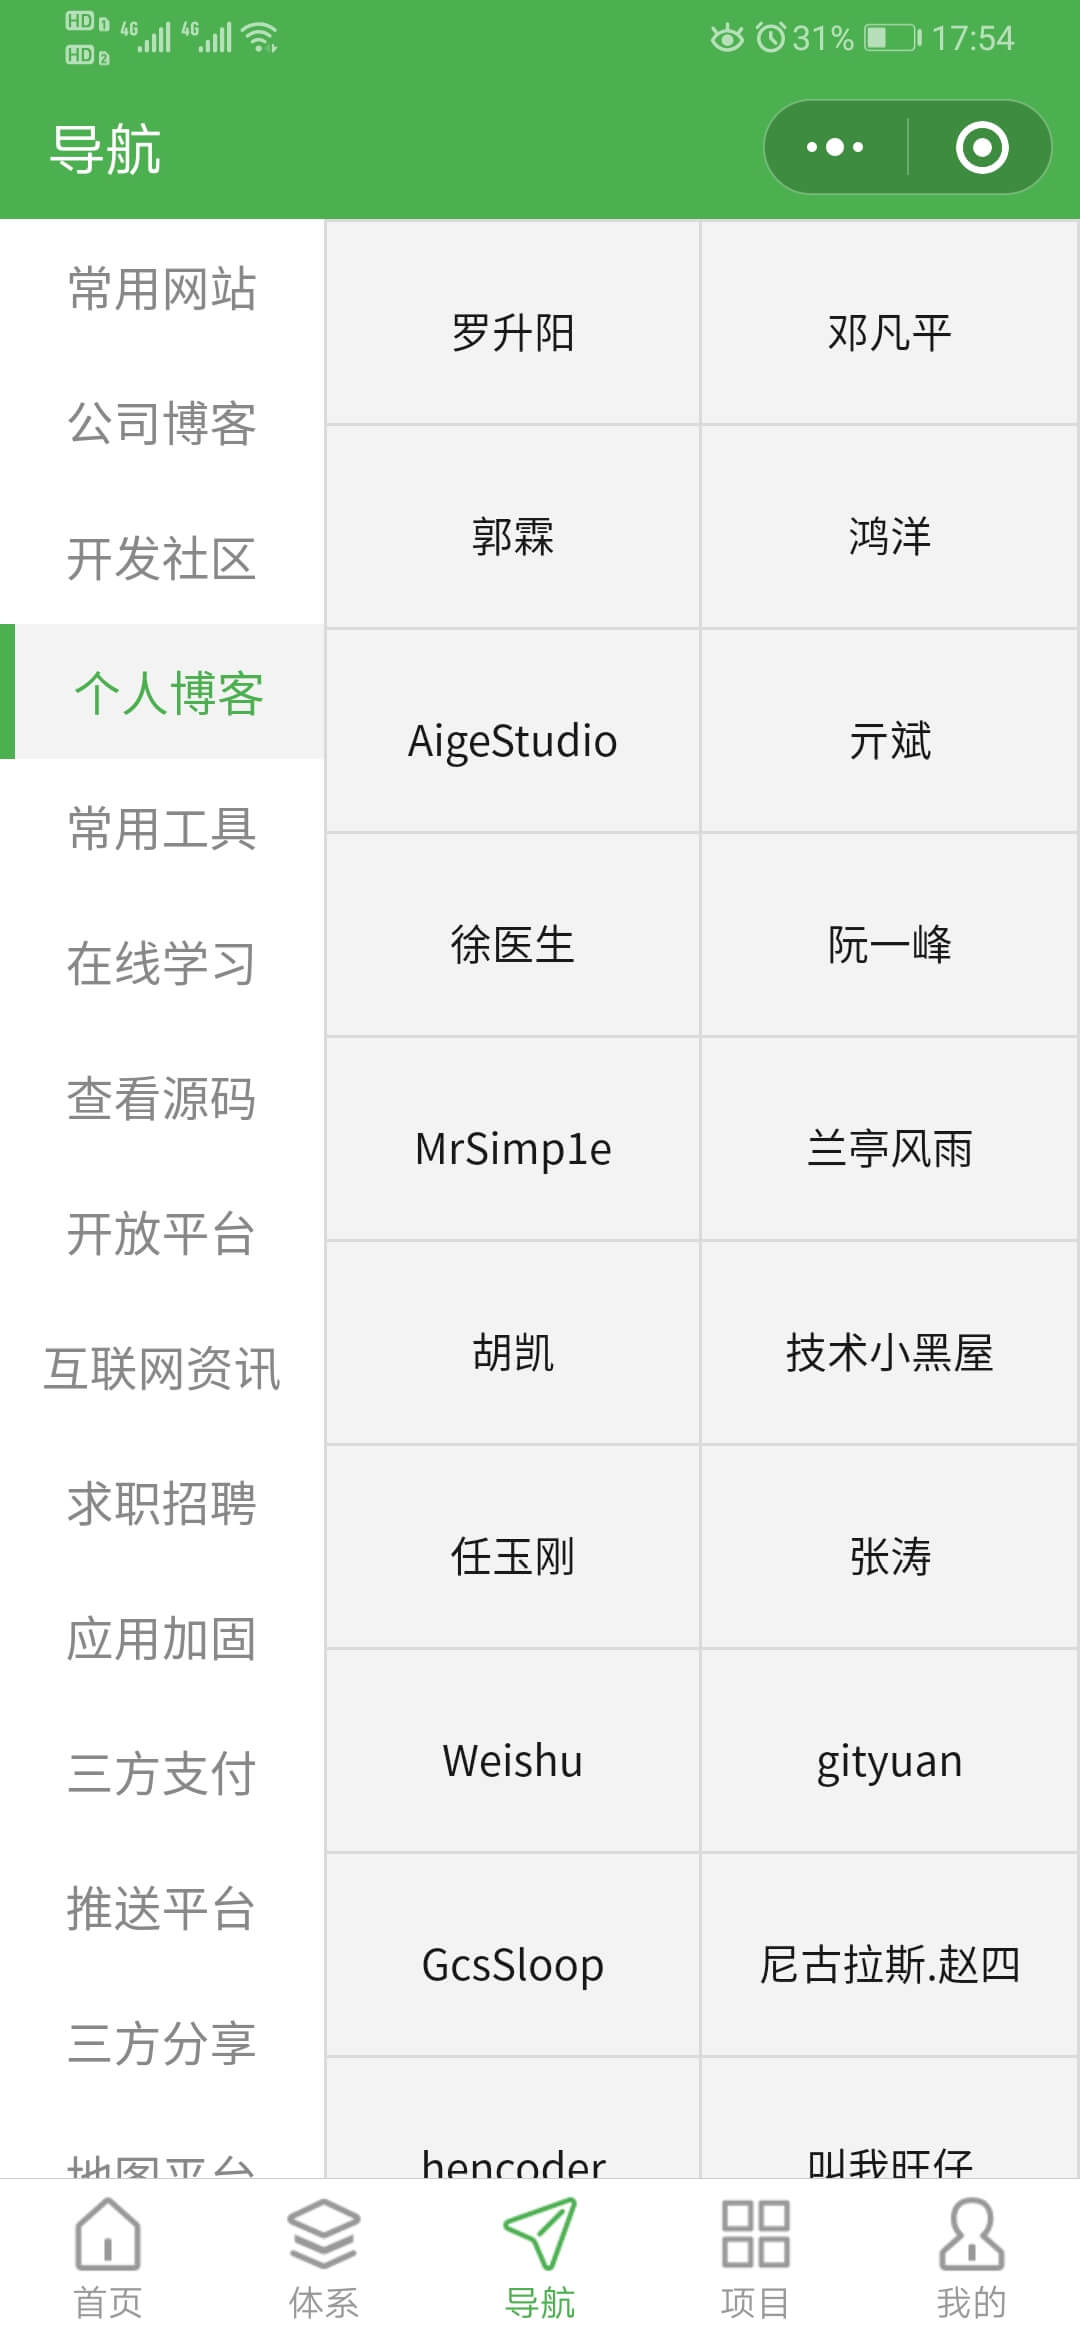 HD 1 4G 4G
HD 2
31% 17:54
导航
常用网站
公司博客
开发社区
个人博客
常用工具
在线学习
查看源码
开放平台
互联网资讯
求职招聘
应用加固
三方支付
推送平台
三方分享
地图平台
罗升阳 邓凡平
郭霖 鸿洋
AigeStudio 亓斌
徐医生 阮一峰
MrSimp1e 兰亭风雨
胡凯 技术小黑屋
任玉刚 张涛
Weishu gityuan
GcsSloop 尼古拉斯.赵四
hencoder 叫我旺仔
首页 体系 导航 项目 我的